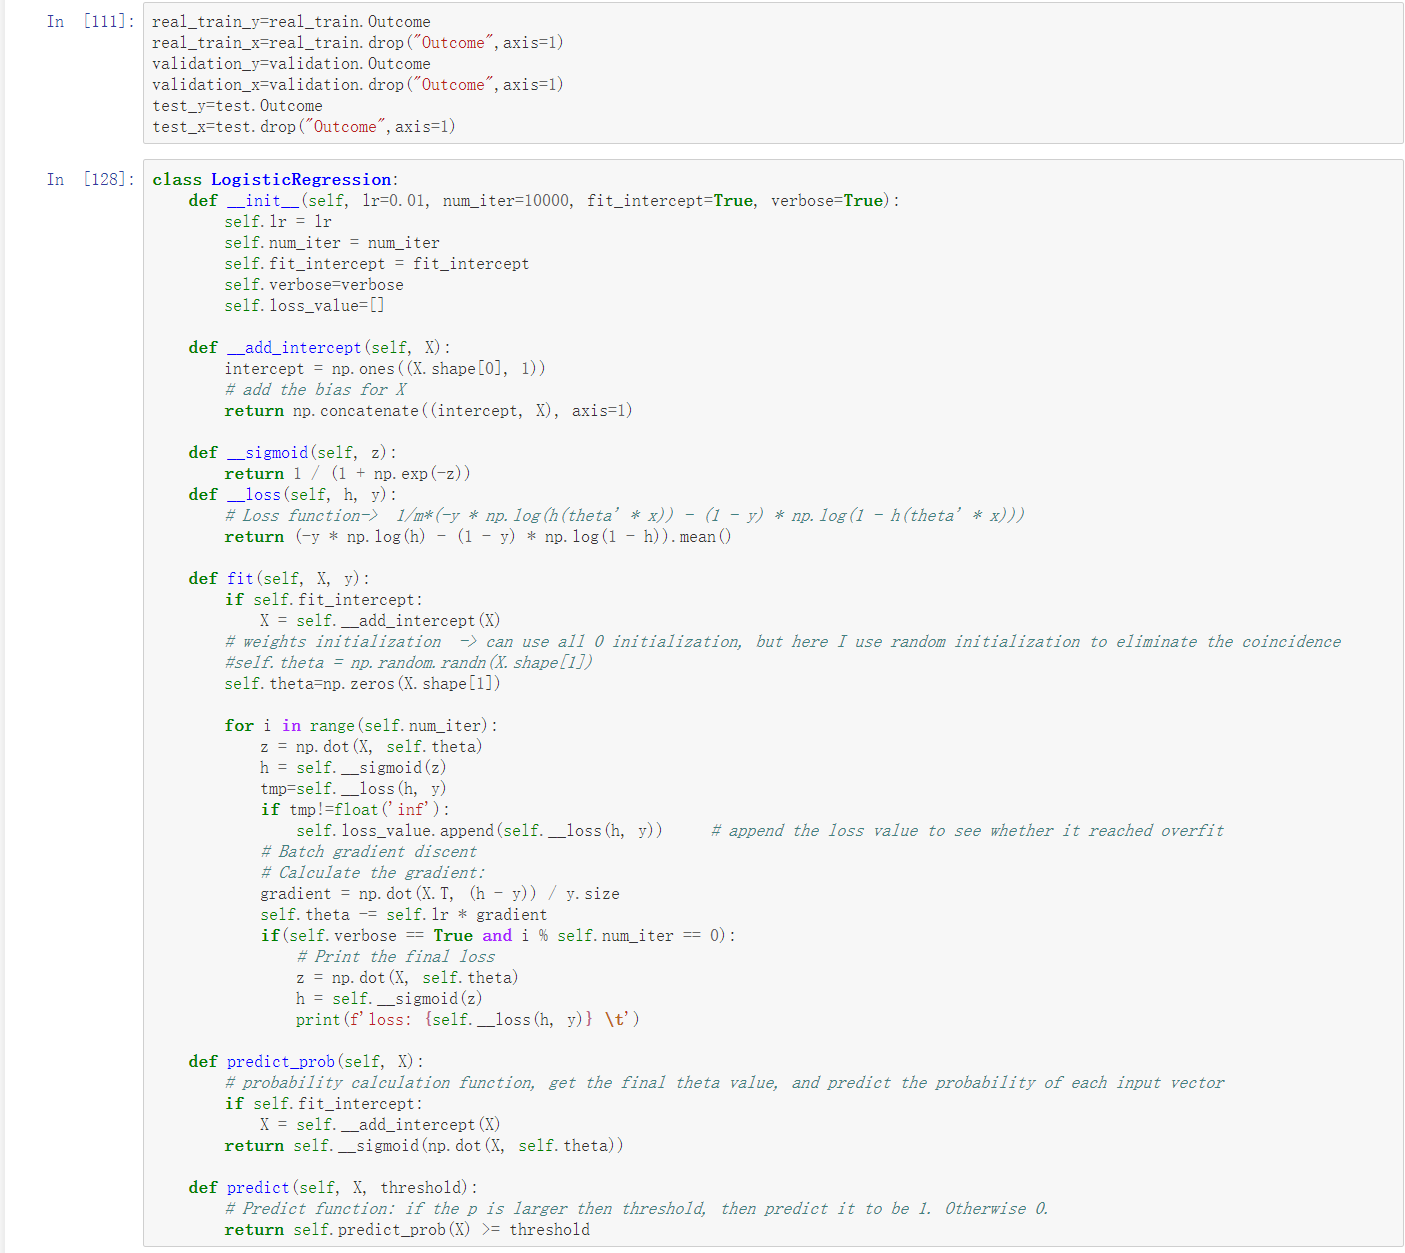 In [111]:
real_train_y=real_train.Outcome
real_train_x=real_train.drop("Outcome",axis=1)
validation_y=validation.Outcome
validation_x=validation.drop("Outcome",axis=1)
test_y=test.Outcome
test_x=test.drop("Outcome",axis=1)
In [128]:
class LogisticRegression:
    def __init__(self, lr=0.01, num_iter=10000, fit_intercept=True, verbose=True):
        self.lr = lr
        self.num_iter = num_iter
        self.fit_intercept = fit_intercept
        self.verbose=verbose
        self.loss_value=[]
    def __add_intercept(self, X):
        intercept = np.ones((X.shape[0], 1))
        # add the bias for X
        return np.concatenate((intercept, X), axis=1)
    def __sigmoid(self, z):
        return 1 / (1 + np.exp(-z))
    def __loss(self, h, y):
        # Loss function->  1/m*(-y * np.log(h(theta' * x)) - (1 - y) * np.log(1 - h(theta' * x)))
        return (-y * np.log(h) - (1 - y) * np.log(1 - h)).mean()
    def fit(self, X, y):
        if self.fit_intercept:
            X = self.__add_intercept(X)
        # weights initialization  -> can use all 0 initialization, but here I use random initialization to eliminate the coincidence
        #self.theta = np.random.randn(X.shape[1])
        self.theta=np.zeros(X.shape[1])
        for i in range(self.num_iter):
            z = np.dot(X, self.theta)
            h = self.__sigmoid(z)
            tmp=self.__loss(h, y)
            if tmp!=float('inf'):
                self.loss_value.append(self.__loss(h, y))     # append the loss value to see whether it reached overfit
            # Batch gradient discent
            # Calculate the gradient:
            gradient = np.dot(X.T, (h - y)) / y.size
            self.theta -= self.lr * gradient
            if(self.verbose == True and i % self.num_iter == 0):
                # Print the final loss
                z = np.dot(X, self.theta)
                h = self.__sigmoid(z)
                print(f'loss: {self.__loss(h, y)} \t')
    def predict_prob(self, X):
        # probability calculation function, get the final theta value, and predict the probability of each input vector
        if self.fit_intercept:
            X = self.__add_intercept(X)
        return self.__sigmoid(np.dot(X, self.theta))
    def predict(self, X, threshold):
        # Predict function: if the p is larger then threshold, then predict it to be 1. Otherwise 0.
        return self.predict_prob(X) >= threshold